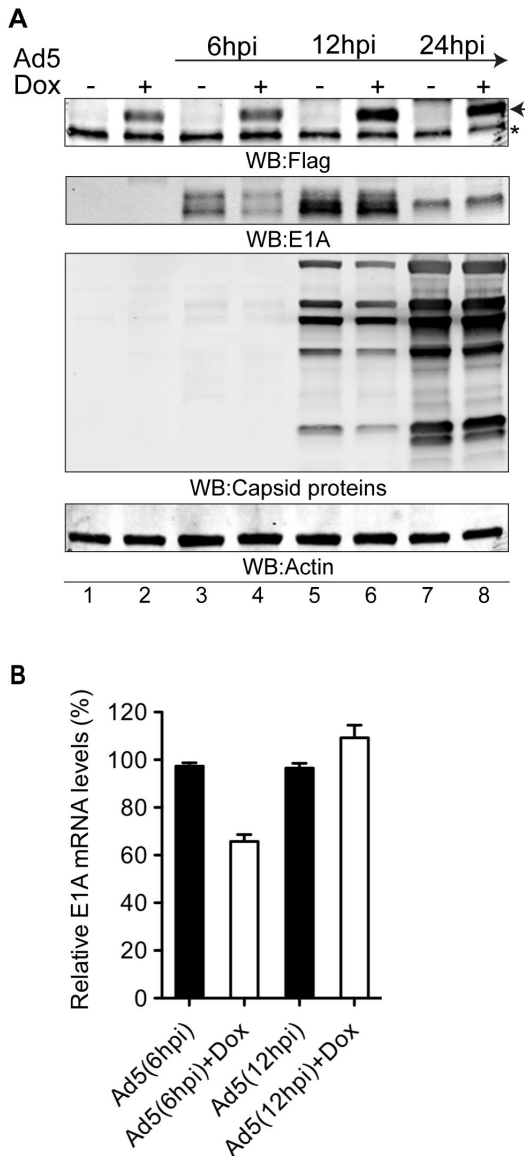 A
6hpi 12hpi 24hpi
Ad5
Dox - + - + - + - +
*
WB:Flag
WB:E1A
WB:Capsid proteins
WB:Actin
1 2 3 4 5 6 7 8
B
Relative E1A mRNA levels (%)
120
100
80
60
40
20
0
Ad5(6hpi)
Ad5(6hpi)+Dox
Ad5(12hpi)
Ad5(12hpi)+Dox